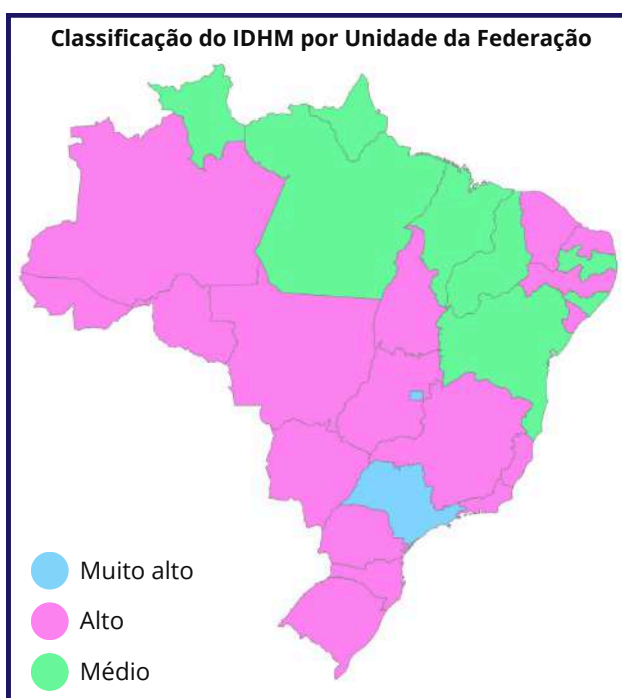 Classificação do IDHM por Unidade da Federação
Muito alto
Alto
Médio